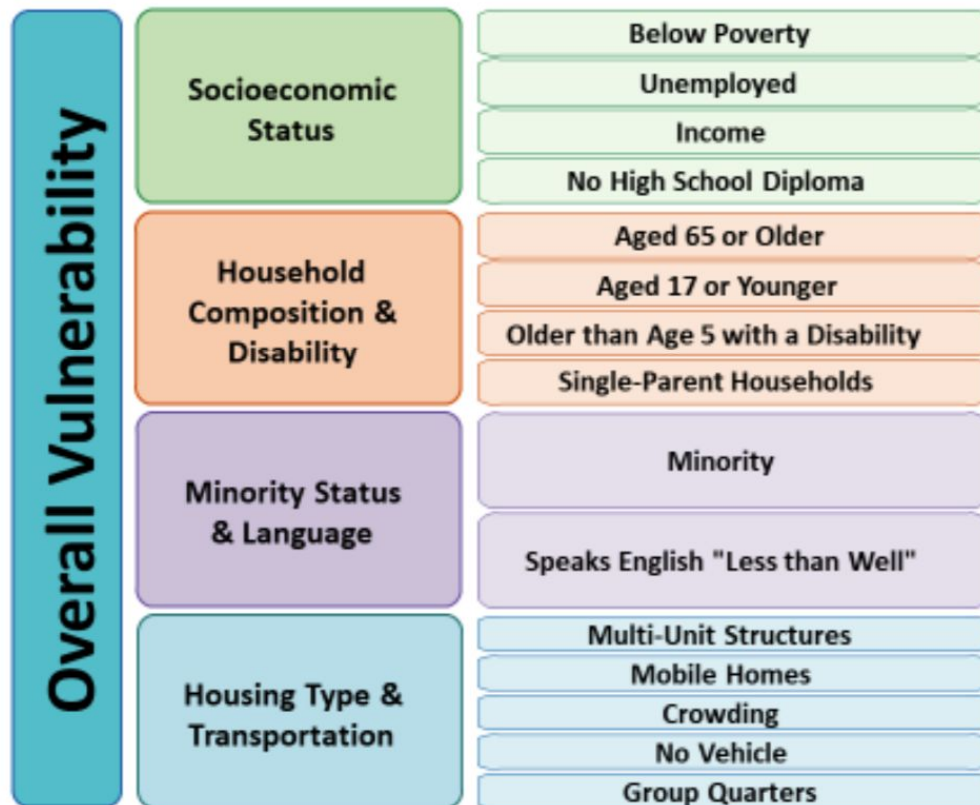 Overall Vulnerability
Socioeconomic
Status
Below Poverty
Unemployed
Income
No High School Diploma
Household
Composition &
Disability
Aged 65 or Older
Aged 17 or Younger
Older than Age 5 with a Disability
Single-Parent Households
Minority Status
& Language
Minority
Speaks English "Less than Well"
Housing Type &
Transportation
Multi-Unit Structures
Mobile Homes
Crowding
No Vehicle
Group Quarters